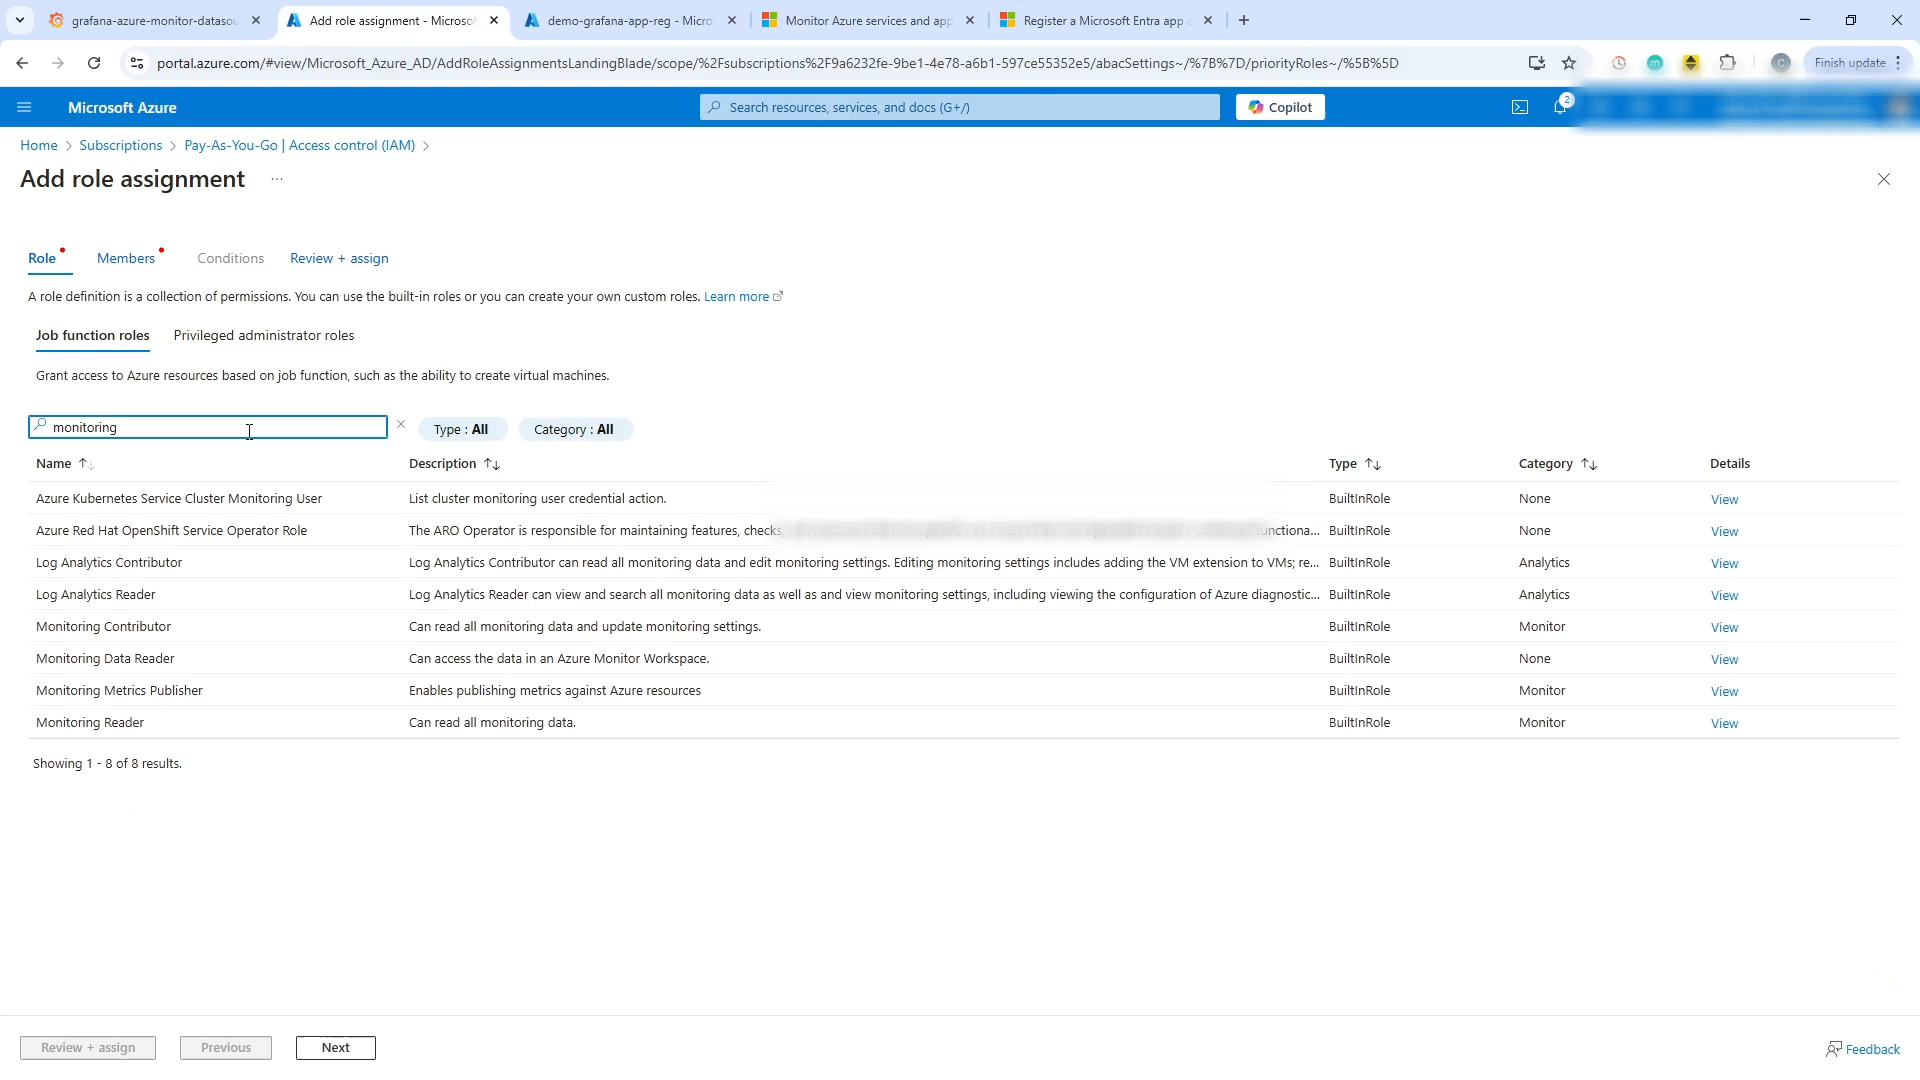 grafana-azure-monitor-datasou
Add role assignment - Microsof
demo-grafana-app-reg - Micro
Monitor Azure services and app
Register a Microsoft Entra app a
portal.azure.com/#view/Microsoft_Azure_AD/AddRoleAssignmentsLandingBlade/scope/%2Fsubscriptions%2F9a6232fe-9be1-4e78-a6b1-597ce55352e5/abacSettings~/%7B%7D/priorityRoles~/%5B%5D
m
C
Finish update
Microsoft Azure
Search resources, services, and docs (G+/)
Copilot
2
Home > Subscriptions > Pay-As-You-Go | Access control (IAM) >
Add role assignment ...
Role Members Conditions Review + assign
A role definition is a collection of permissions. You can use the built-in roles or you can create your own custom roles. Learn more
Job function roles Privileged administrator roles
Grant access to Azure resources based on job function, such as the ability to create virtual machines.
monitoring
Type : All
Category : All
Name Description Type Category Details
Azure Kubernetes Service Cluster Monitoring User List cluster monitoring user credential action. BuiltInRole None View
Azure Red Hat OpenShift Service Operator Role The ARO Operator is responsible for maintaining features, checks, functiona... BuiltInRole None View
Log Analytics Contributor Log Analytics Contributor can read all monitoring data and edit monitoring settings. Editing monitoring settings includes adding the VM extension to VMs; re... BuiltInRole Analytics View
Log Analytics Reader Log Analytics Reader can view and search all monitoring data as well as and view monitoring settings, including viewing the configuration of Azure diagnostic... BuiltInRole Analytics View
Monitoring Contributor Can read all monitoring data and update monitoring settings. BuiltInRole Monitor View
Monitoring Data Reader Can access the data in an Azure Monitor Workspace. BuiltInRole None View
Monitoring Metrics Publisher Enables publishing metrics against Azure resources BuiltInRole Monitor View
Monitoring Reader Can read all monitoring data. BuiltInRole Monitor View
Showing 1 - 8 of 8 results.
Review + assign Previous Next
Feedback